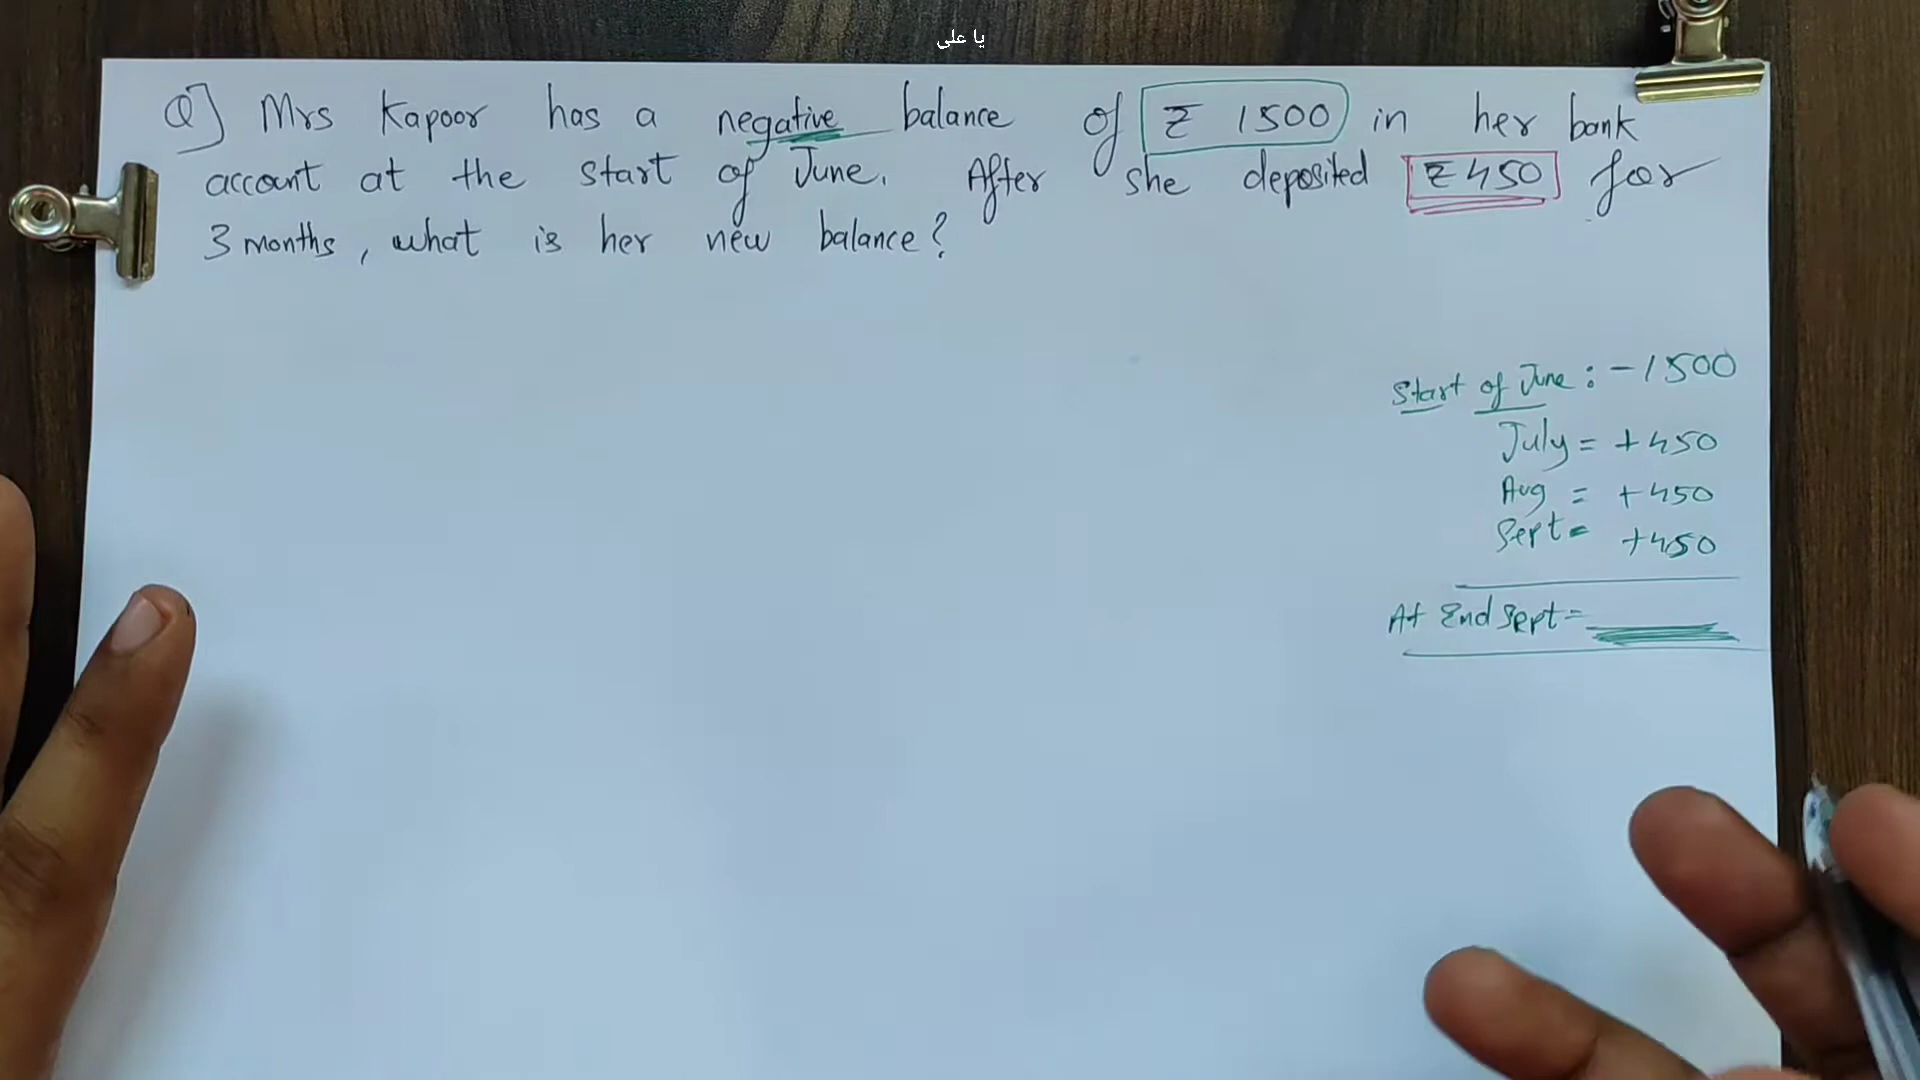 يا على
Q] Mrs Kapoor has a negative balance of ₹ 1500 in her bank
account at the start of June. After she deposited ₹450 for
3 months, what is her new balance?
Start of June : -1500
July = +450
Aug = +450
Sept = +450
At End Sept =